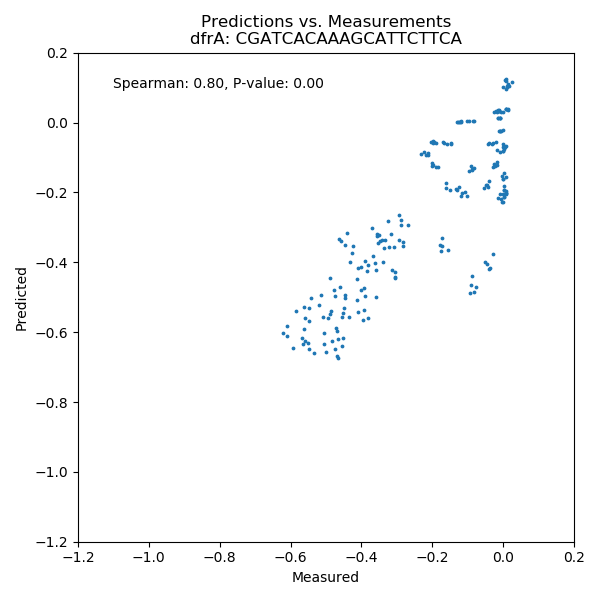 Predictions vs. Measurements
dfrA: CGATCACAAAGCATTCTTCA
Spearman: 0.80, P-value: 0.00
0.2
0.0
−0.2
−0.4
−0.6
−0.8
−1.0
−1.2
Predicted
−1.2 −1.0 −0.8 −0.6 −0.4 −0.2 0.0 0.2
Measured